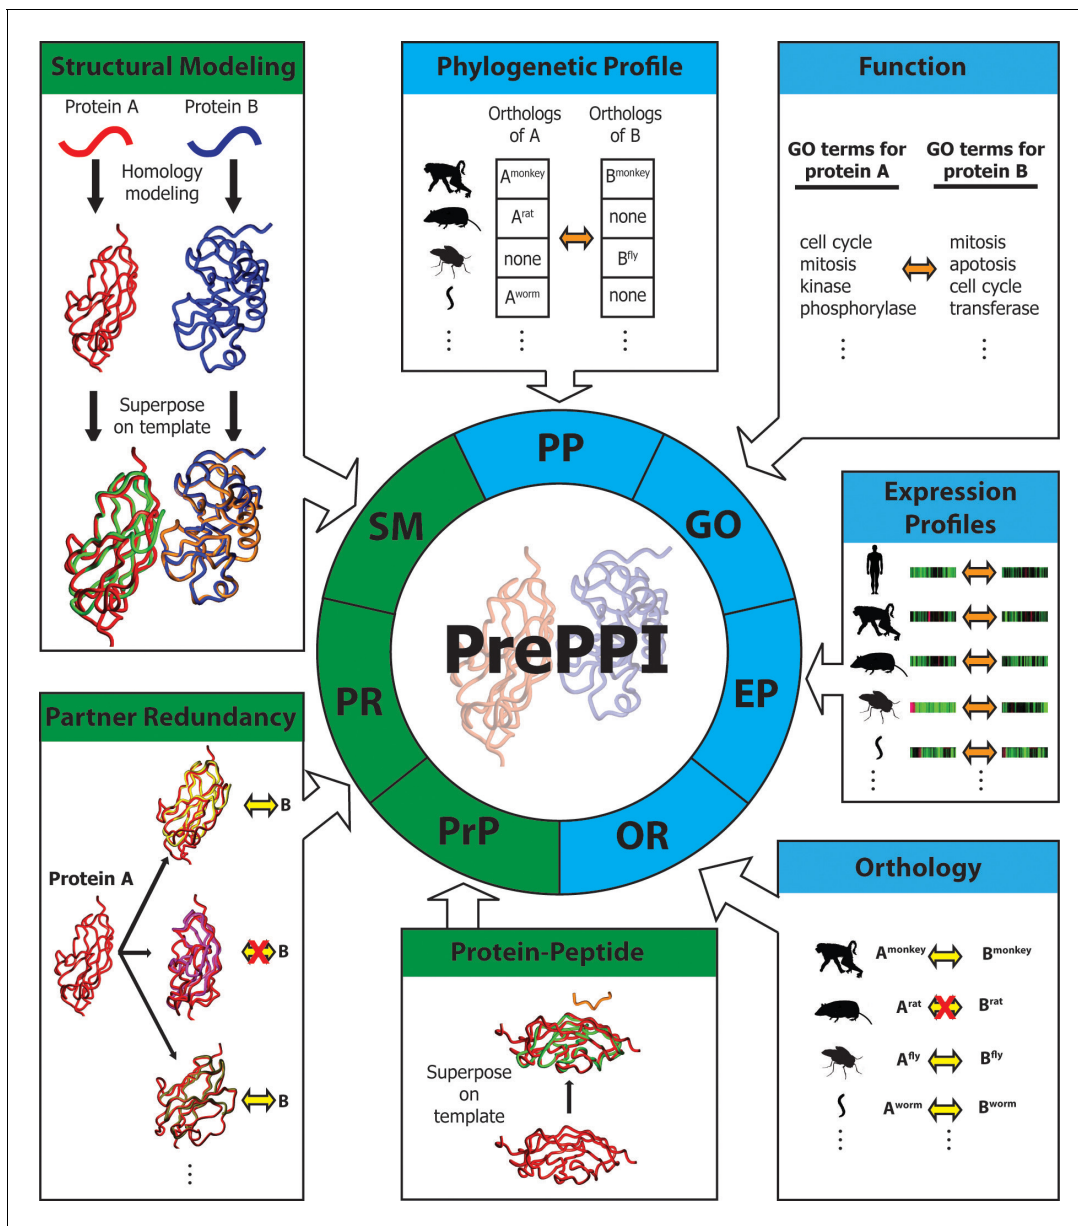 Structural Modeling
Protein A
Protein B
Homology
modeling
Superpose
on template
Phylogenetic Profile
Orthologs
of A
Orthologs
of B
Amonkey
Bmonkey
Arat
none
none
Bfly
Aworm
none
Function
GO terms for
protein A
GO terms for
protein B
cell cycle
mitosis
kinase
phosphorylase
mitosis
apotosis
cell cycle
transferase
PP
GO
EP
OR
PrP
PR
SM
PrePPI
Expression
Profiles
Partner Redundancy
Protein A
B
B
B
Protein-Peptide
Superpose
on
template
Orthology
Amonkey
Bmonkey
Arat
Brat
Afly
Bfly
Aworm
Bworm